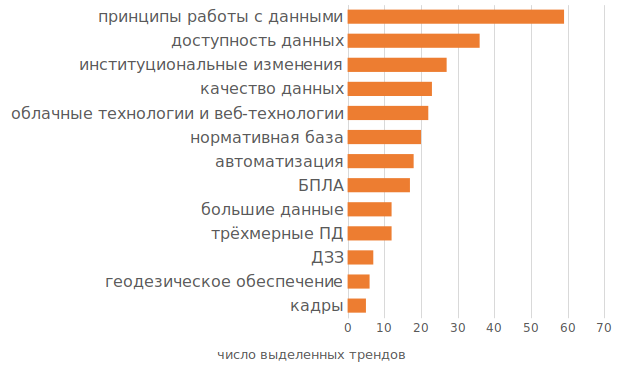 принципы работы с данными
доступность данных
институциональные изменения
качество данных
облачные технологии и веб-технологии
нормативная база
автоматизация
БПЛА
большие данные
трёхмерные ПД
ДЗЗ
геодезическое обеспечение
кадры
0 10 20 30 40 50 60 70
число выделенных трендов